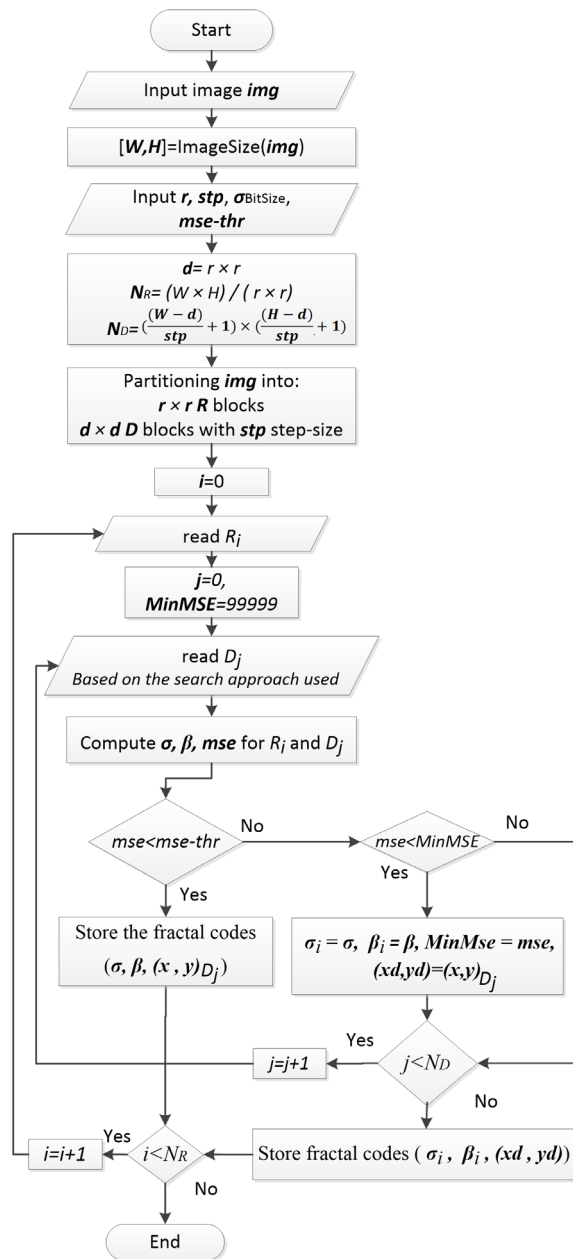 Start
Input image img
[W,H]=ImageSize(img)
Input r, stp, σBitSize,
mse-thr
d= r × r
NR= (W × H) / ( r × r)
ND=((W − d)/stp + 1) × ((H − d)/stp + 1)
Partitioning img into:
r × r R blocks
d × d D blocks with stp step-size
i=0
read Ri
j=0,
MinMSE=99999
read Dj
Based on the search approach used
Compute σ, β, mse for Ri and Dj
mse<mse-thr
No
mse<MinMSE
No
Yes
Yes
Store the fractal codes
(σ, β, (x , y)Dj)
σi = σ, βi = β, MinMse = mse,
(xd,yd)=(x,y)Dj
j=j+1
Yes
j<ND
No
i=i+1
Yes
i<NR
Store fractal codes ( σi , βi , (xd , yd))
No
End